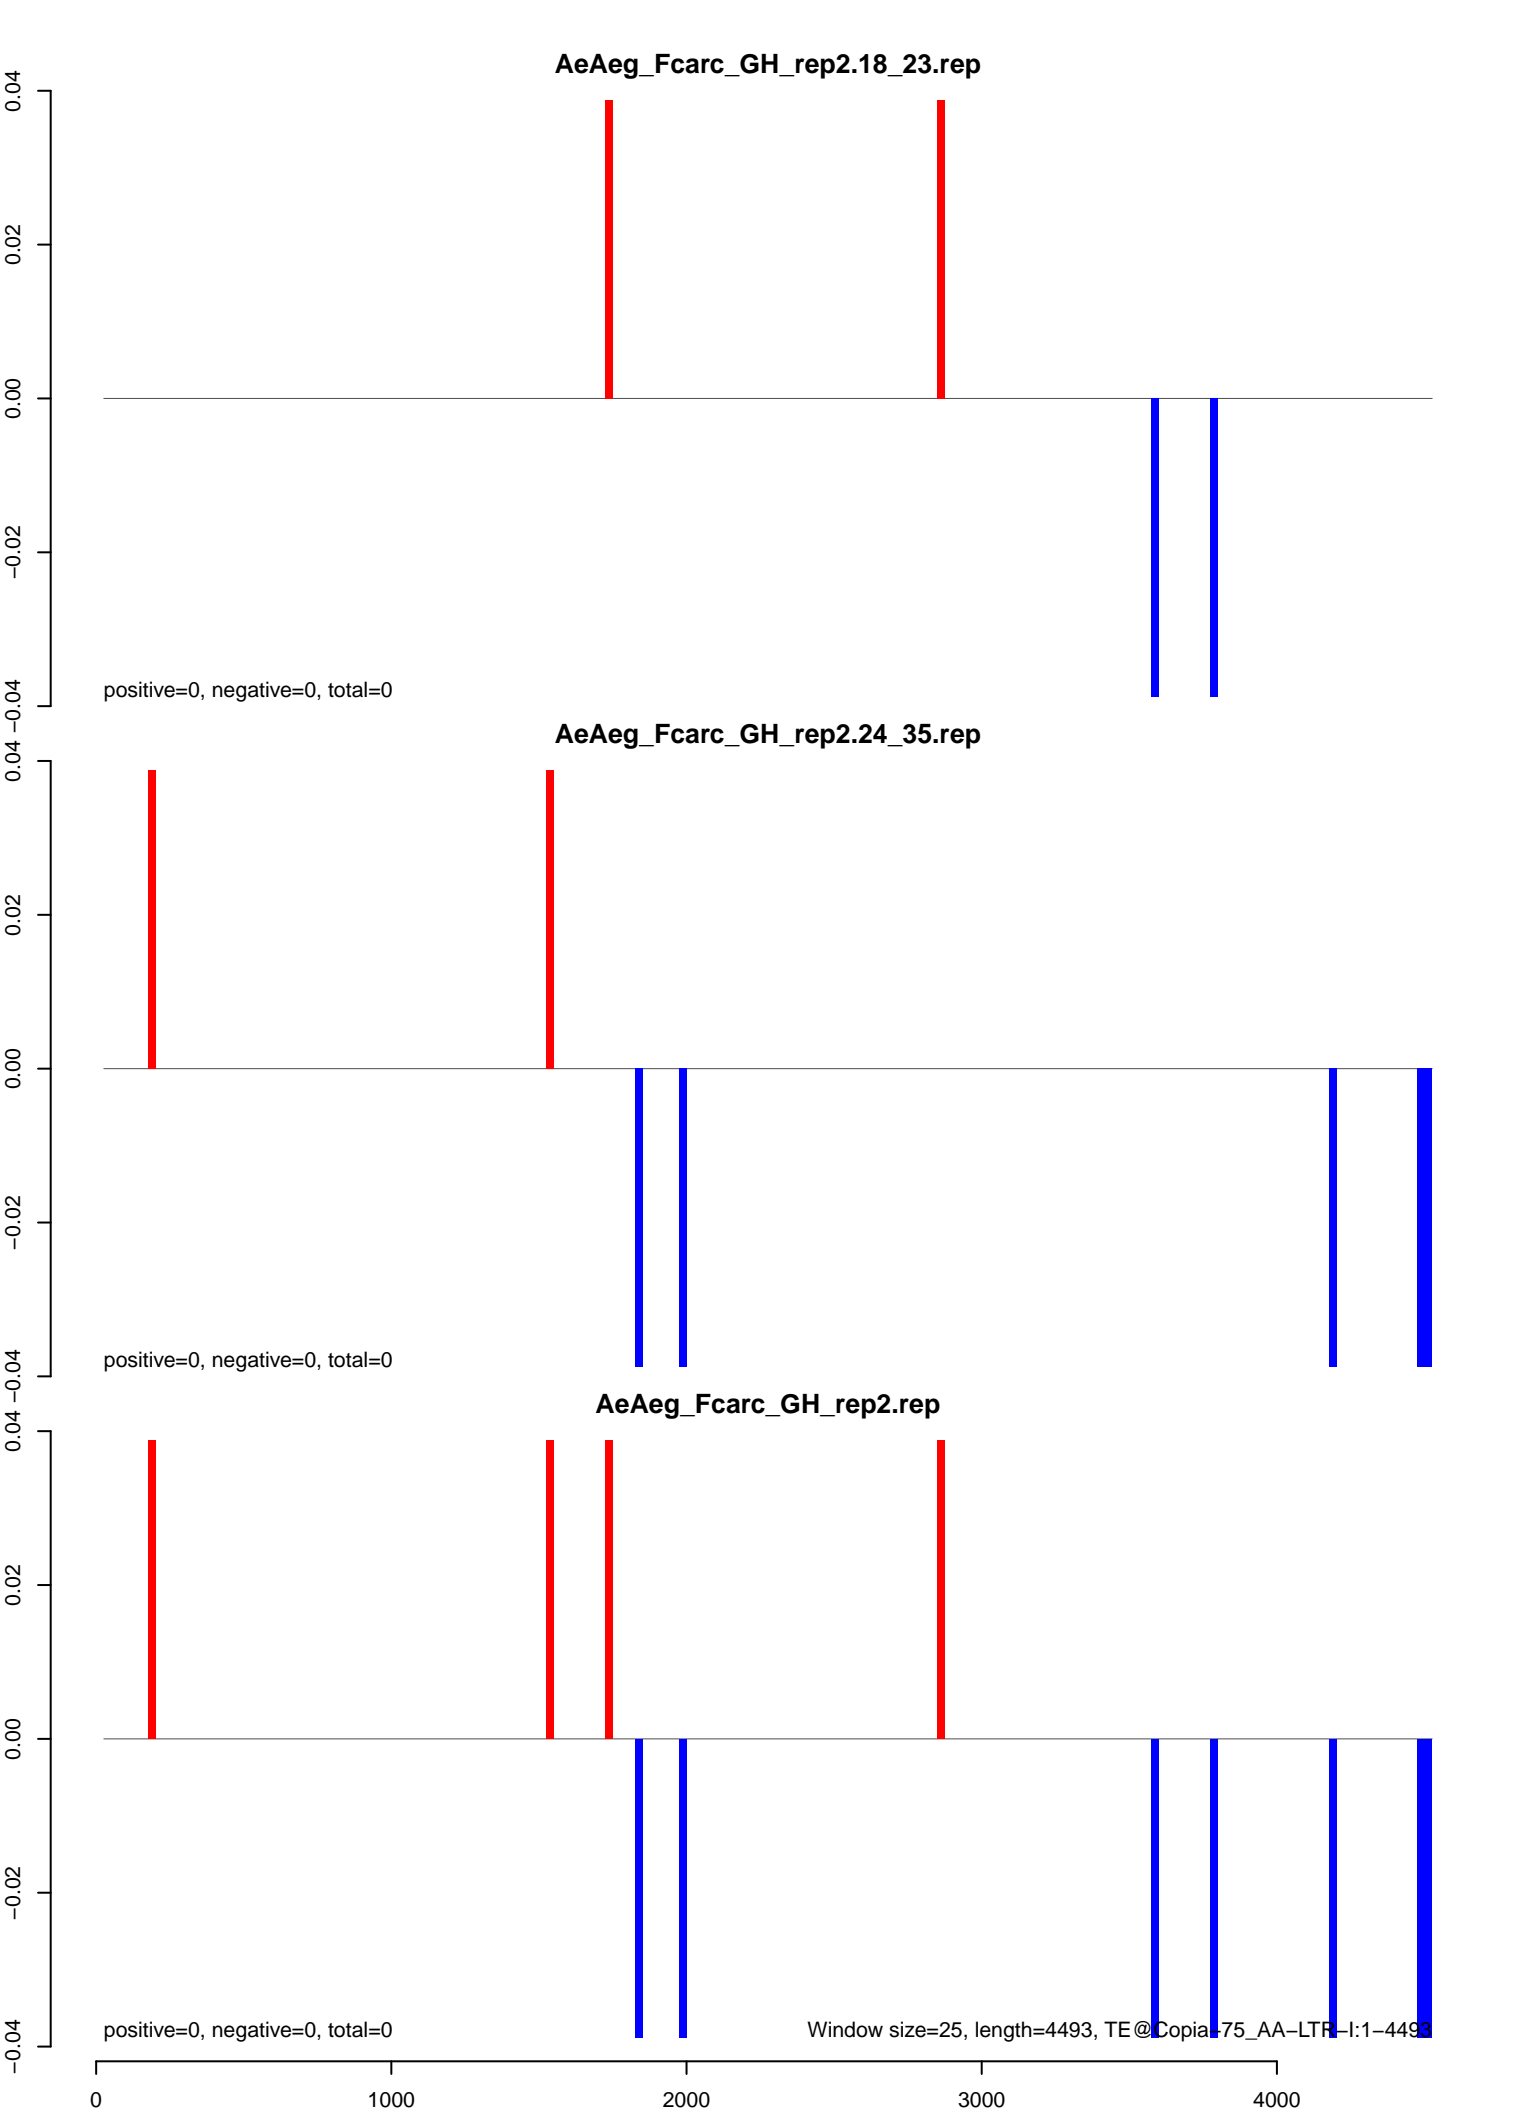 AeAeg_Fcarc_GH_rep2.18_23.rep
0.04
0.02
0.00
−0.02
−0.04
positive=0, negative=0, total=0
AeAeg_Fcarc_GH_rep2.24_35.rep
0.04
0.02
0.00
−0.02
−0.04
positive=0, negative=0, total=0
AeAeg_Fcarc_GH_rep2.rep
0.04
0.02
0.00
−0.02
−0.04
positive=0, negative=0, total=0
Window size=25, length=4493, TE@Copia−75_AA−LTR−I:1−4493
0 1000 2000 3000 4000